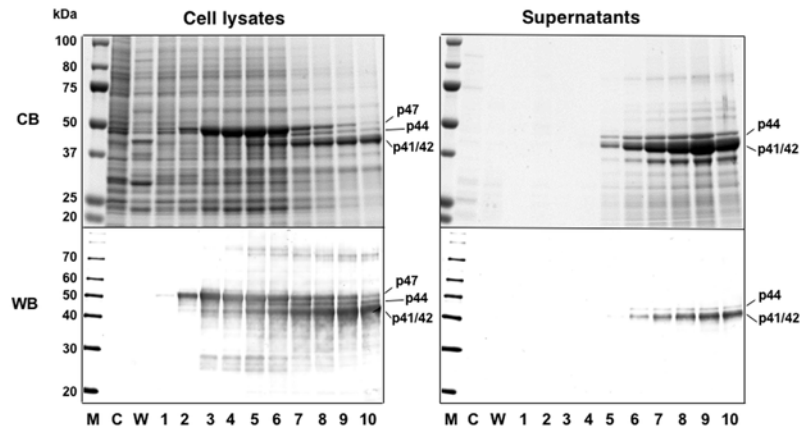 kDa
Cell lysates
Supernatants
100
80
75
50
37
25
20
CB
p47
p44
p41/42
p44
p41/42
70
60
50
40
30
20
WB
p47
p44
p41/42
p44
p41/42
M C W 1 2 3 4 5 6 7 8 9 10
M C W 1 2 3 4 5 6 7 8 9 10